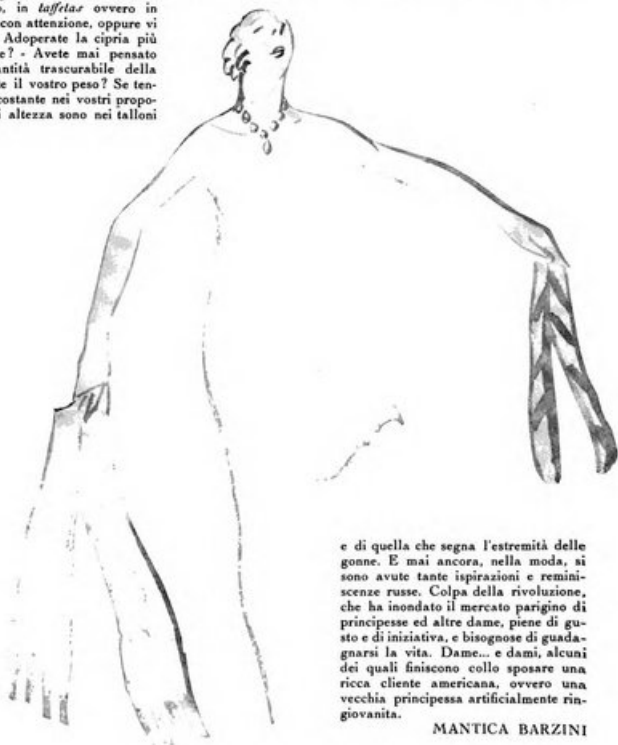 , in taffetas ovvero in
con attenzione, oppure vi
Adoperate la cipria più
e? - Avete mai pensato
antità trascurabile della
e il vostro peso? Se ten-
costante nei vostri propo-
i altezza sono nei talloni
e di quella che segna l'estremità delle
gonne. E mai ancora, nella moda, si
sono avute tante ispirazioni e remini-
scenze russe. Colpa della rivoluzione,
che ha inondato il mercato parigino di
principesse ed altre dame, piene di gu-
sto e di iniziativa, e bisognose di guada-
gnarsi la vita. Dame... e dami, alcuni
dei quali finiscono collo sposare una
ricca cliente americana, ovvero una
vecchia principessa artificialmente rin-
giovanita.
MANTICA BARZINI